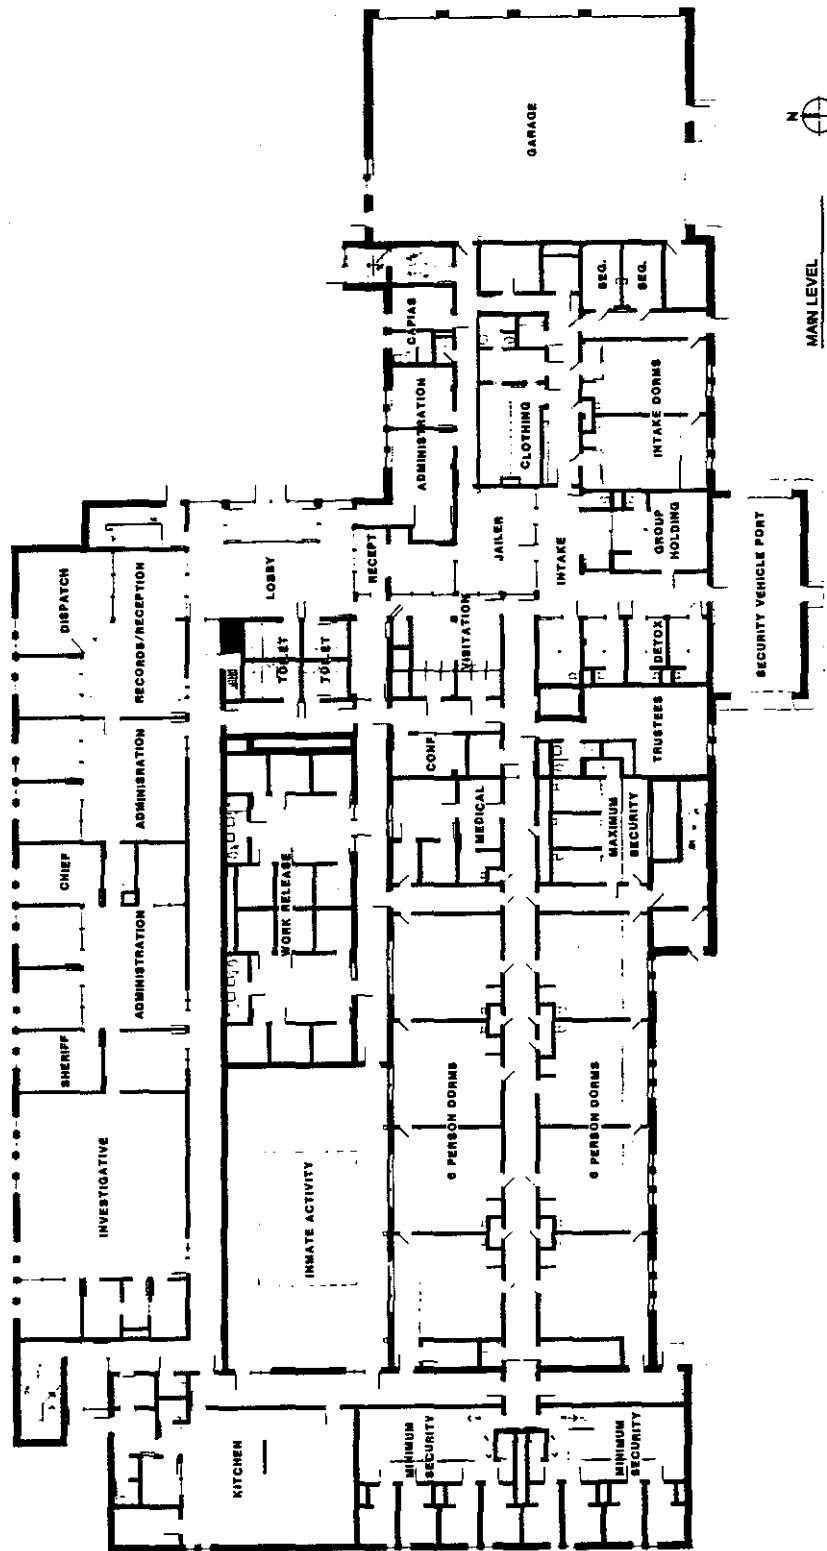 DISPATCH
RECORDS/RECEPTION
ADMINISRATION
CHIEF
ADMINISTRATION
SHERIFF
INVESTIGATIVE
LOBBY
TOILET
TOILET
RECEPT
WORK RELEASE
INMATE ACTIVITY
KITCHEN
GARAGE
CAPIAS
ADMINISTRATION
CLOTHING
JAILER
VISITATION
CONF
MEDICAL
6 PERSON DORMS
MINIMUM
SECURITY
SEG.
SEG.
INTAKE DORMS
INTAKE
GROUP
HOLDING
DETOX
TRUSTEES
MAXIMUM
SECURITY
6 PERSON DORMS
MINIMUM
SECURITY
SECURITY VEHICLE PORT
N
MAIN LEVEL